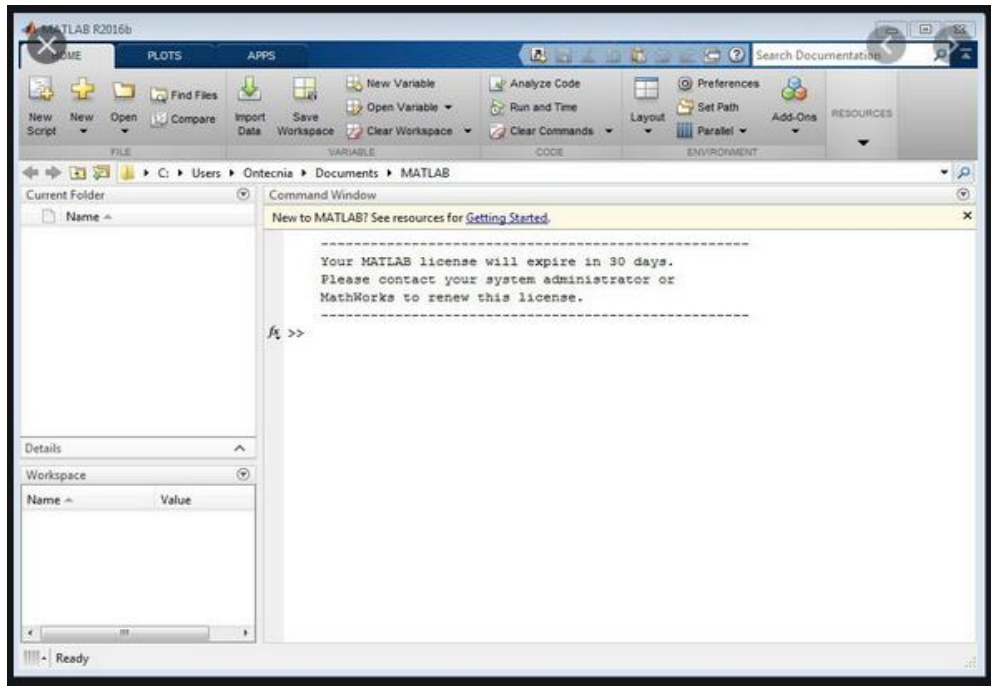 MATLAB R2016b
HOME PLOTS APPS Search Documentation
New Script New Open Find Files Compare FILE
Import Data Save Workspace New Variable Open Variable Clear Workspace VARIABLE
Analyze Code Run and Time Clear Commands CODE
Layout Preferences Set Path Parallel Add-Ons ENVIRONMENT
RESOURCES
C: Users Ontecnia Documents MATLAB
Current Folder
Name
Command Window
New to MATLAB? See resources for Getting Started.
--------------------------------------------------
Your MATLAB license will expire in 30 days.
Please contact your system administrator or
MathWorks to renew this license.
--------------------------------------------------
fx >>
Details
Workspace
Name Value
Ready